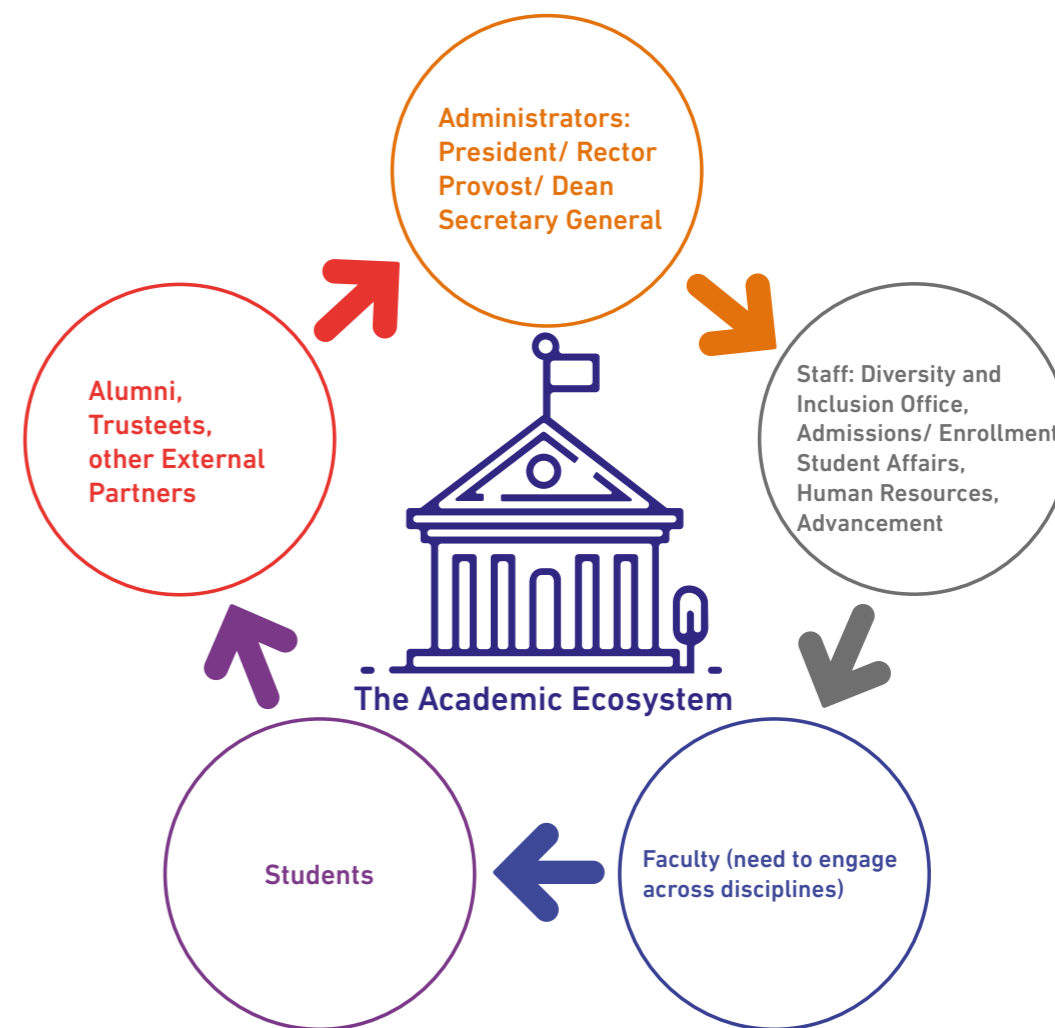 Administrators:
President/ Rector
Provost/ Dean
Secretary General
Staff: Diversity and
Inclusion Office,
Admissions/ Enrollment
Student Affairs,
Human Resources,
Advancement
Faculty (need to engage
across disciplines)
Students
Alumni,
Trusteets,
other External
Partners
The Academic Ecosystem